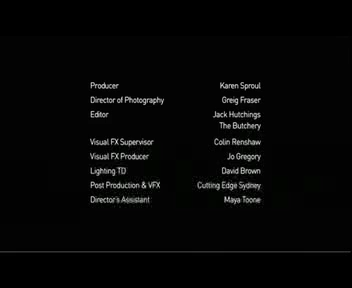 Producer Karen Sproul
Director of Photography Greig Fraser
Editor Jack Hutchings
The Butchery
Visual FX Supervisor Colin Renshaw
Visual FX Producer Jo Gregory
Lighting TD David Brown
Post Production & VFX Cutting Edge Sydney
Director's Assistant Maya Toone